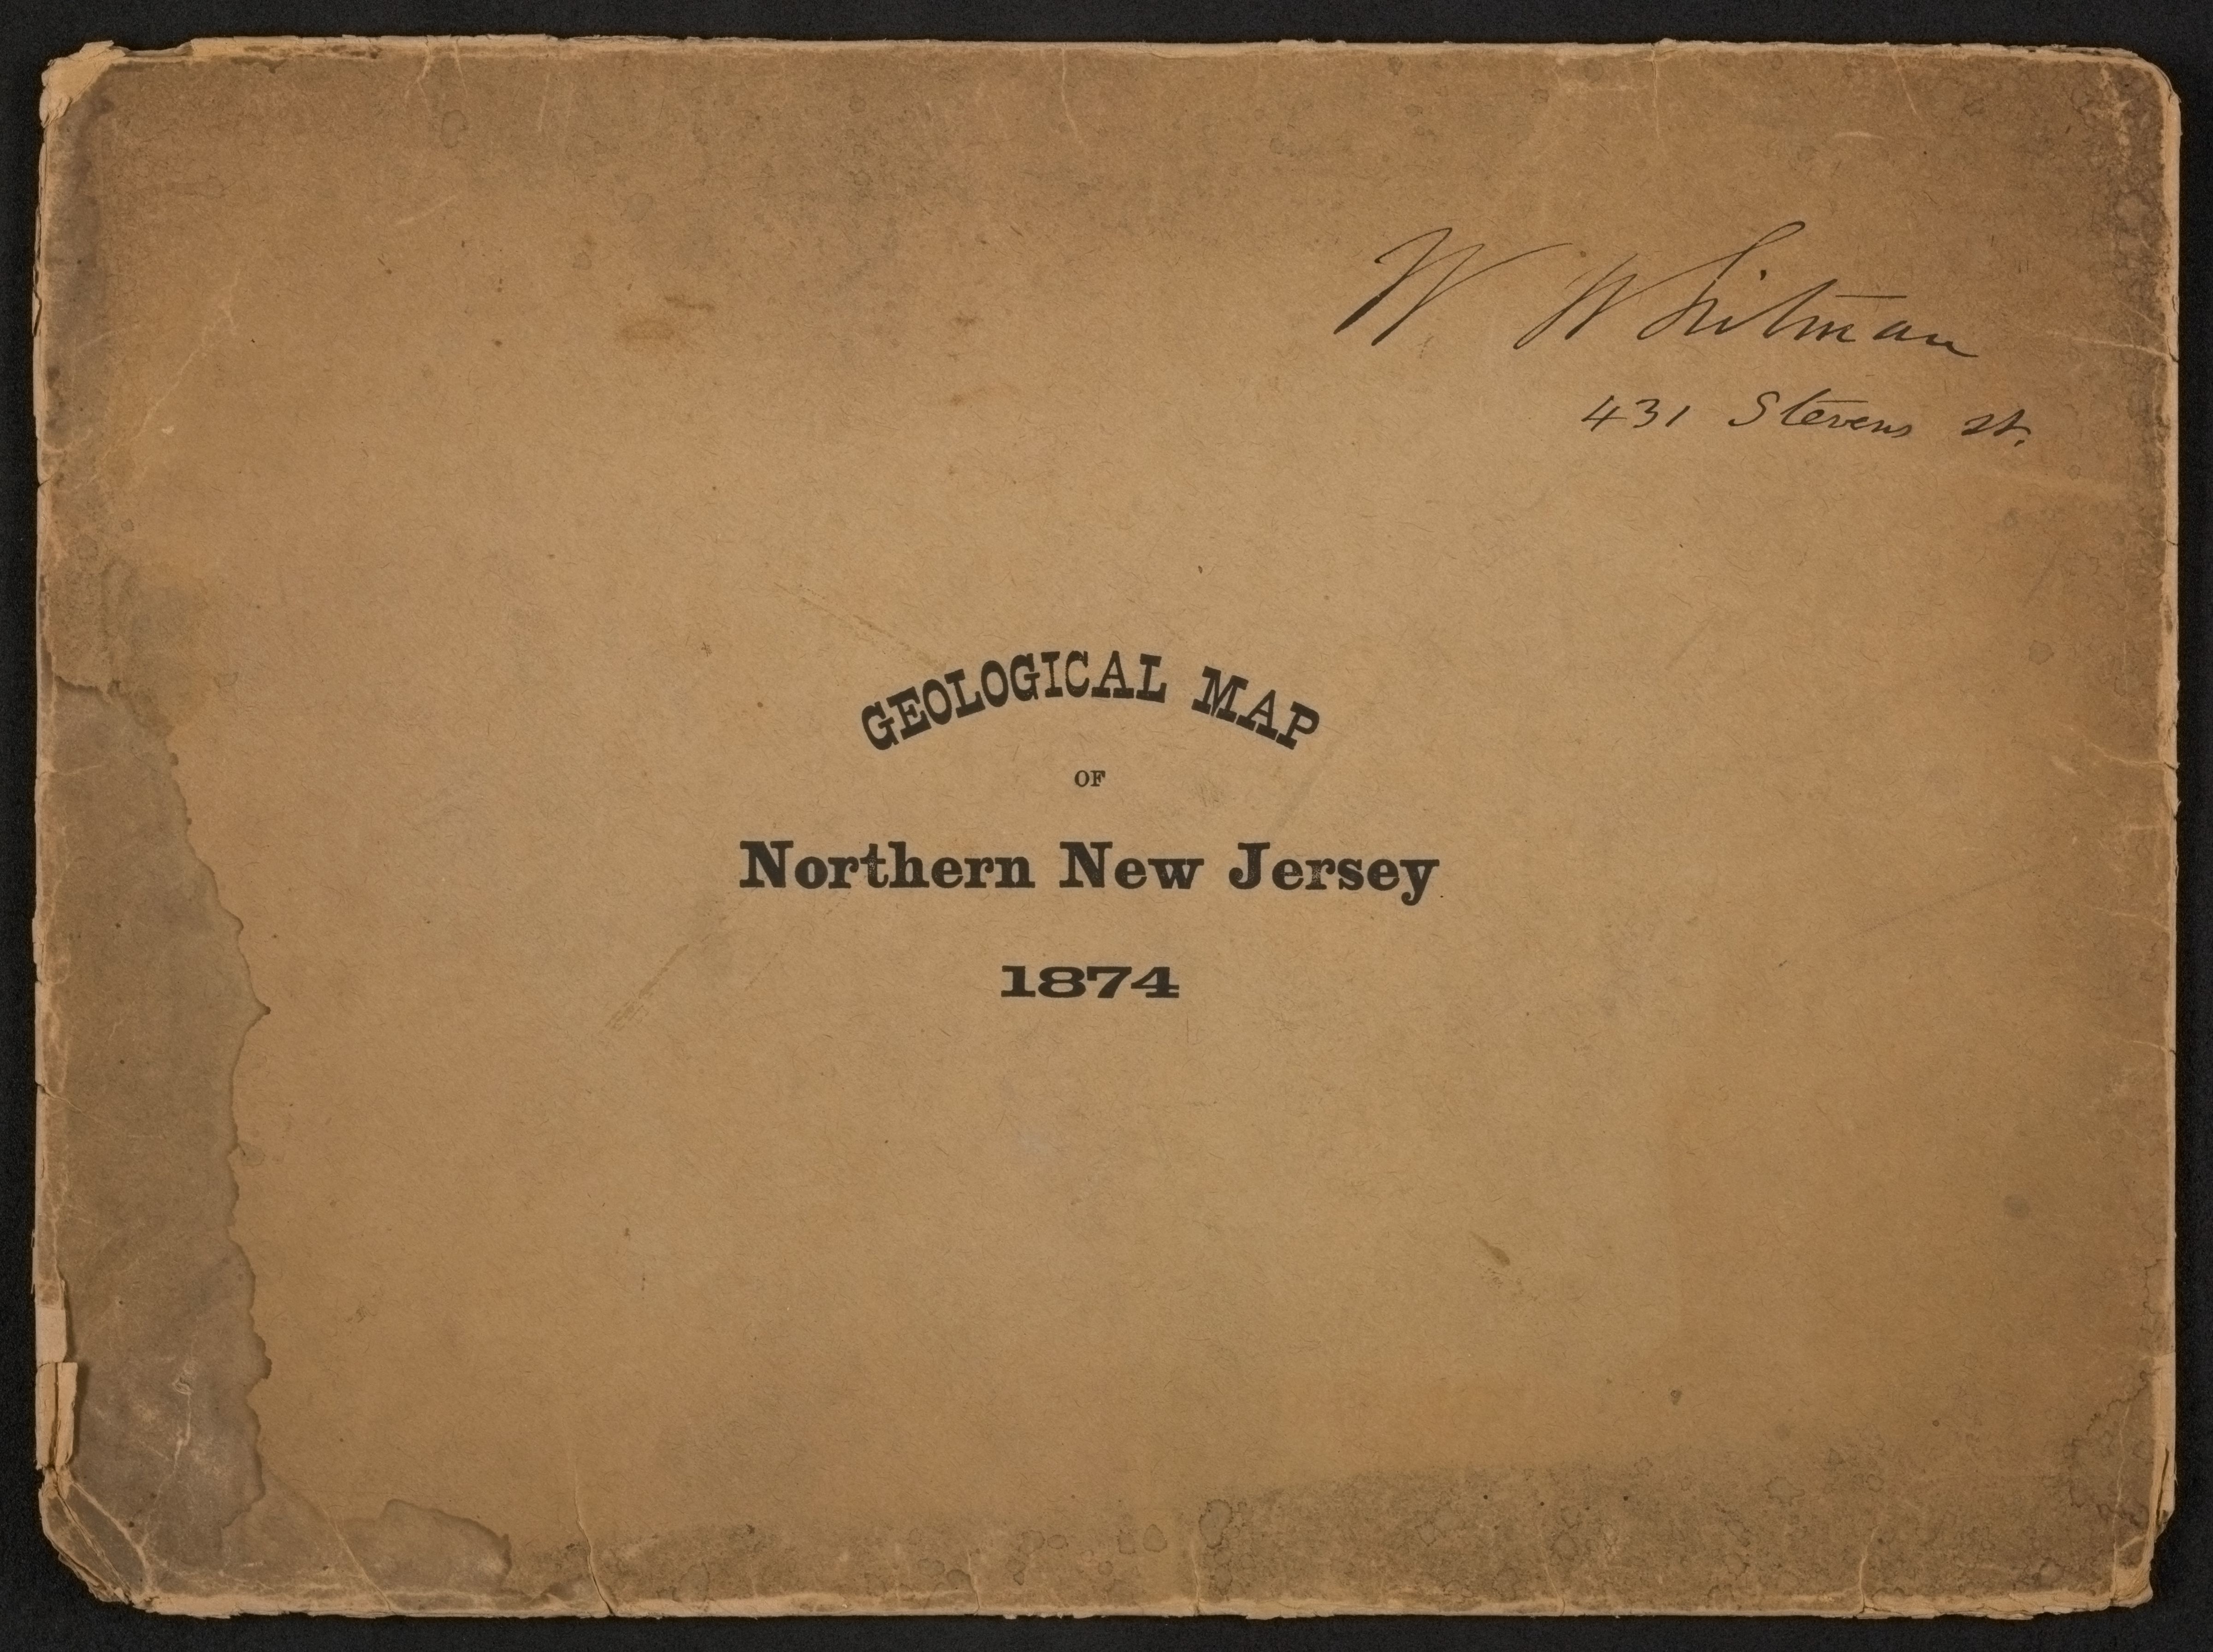 W. Whitman
431 Stevens st.
GEOLOGICAL MAP
OF
Northern New Jersey
1874